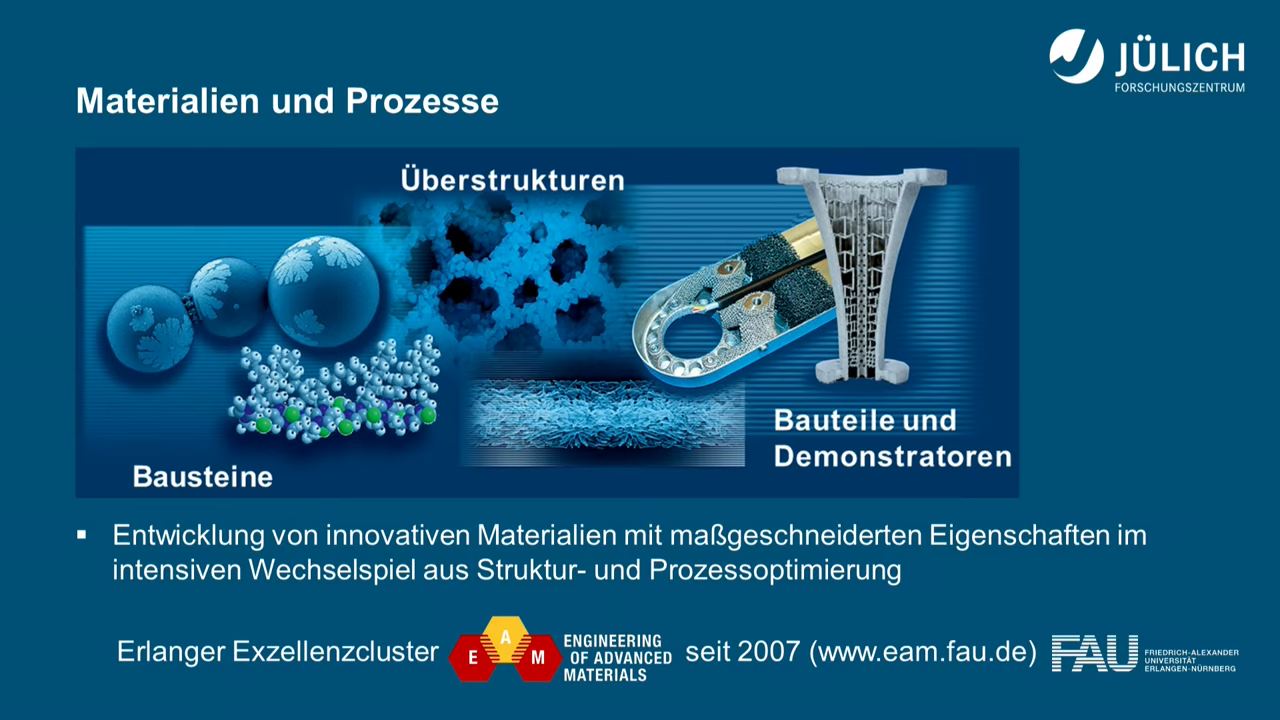 JÜLICH
FORSCHUNGSZENTRUM
Materialien und Prozesse
Überstrukturen
Bausteine
Bauteile und
Demonstratoren
▪ Entwicklung von innovativen Materialien mit maßgeschneiderten Eigenschaften im
intensiven Wechselspiel aus Struktur- und Prozessoptimierung
Erlanger Exzellenzcluster E A M ENGINEERING OF ADVANCED MATERIALS seit 2007 (www.eam.fau.de)
FAU FRIEDRICH-ALEXANDER
UNIVERSITÄT
ERLANGEN-NÜRNBERG